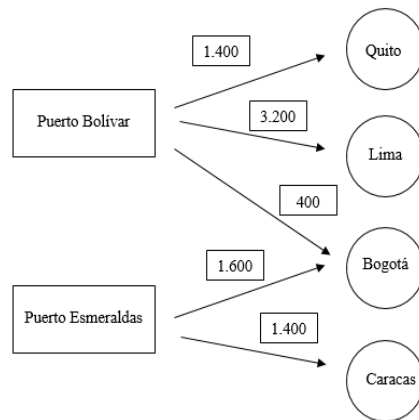 1.400
Quito
3.200
Puerto Bolívar
Lima
400
Bogotá
1.600
Puerto Esmeraldas
1.400
Caracas